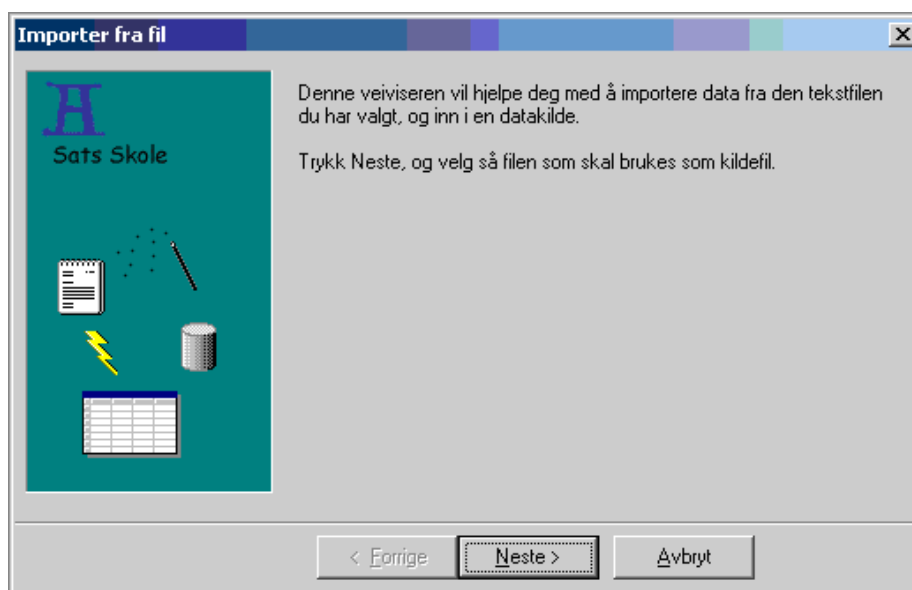 Importer fra fil
A
Sats Skole
Denne veiviseren vil hjelpe deg med å importere data fra den tekstfilen
du har valgt, og inn i en datakilde.
Trykk Neste, og velg så filen som skal brukes som kildefil.
< Forrige
Neste >
Avbryt